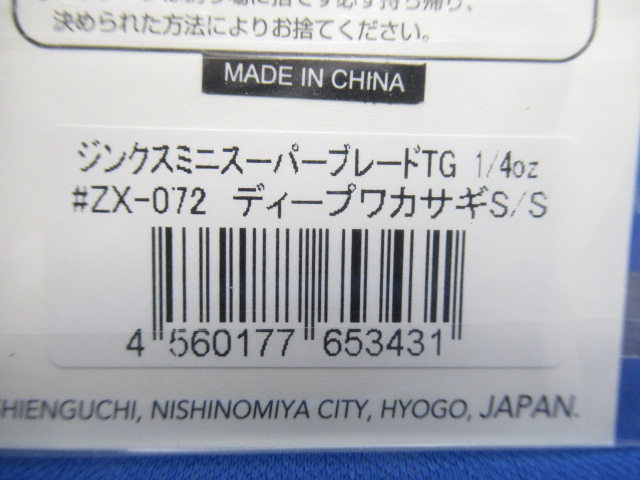 決められた方法によりお捨てください。
MADE IN CHINA
ジンクスミニスーパーブレードTG 1/4oz
#ZX-072 ディープワカサギS/S
4 560177 653431
HIENGUCHI, NISHINOMIYA CITY, HYOGO, JAPAN.